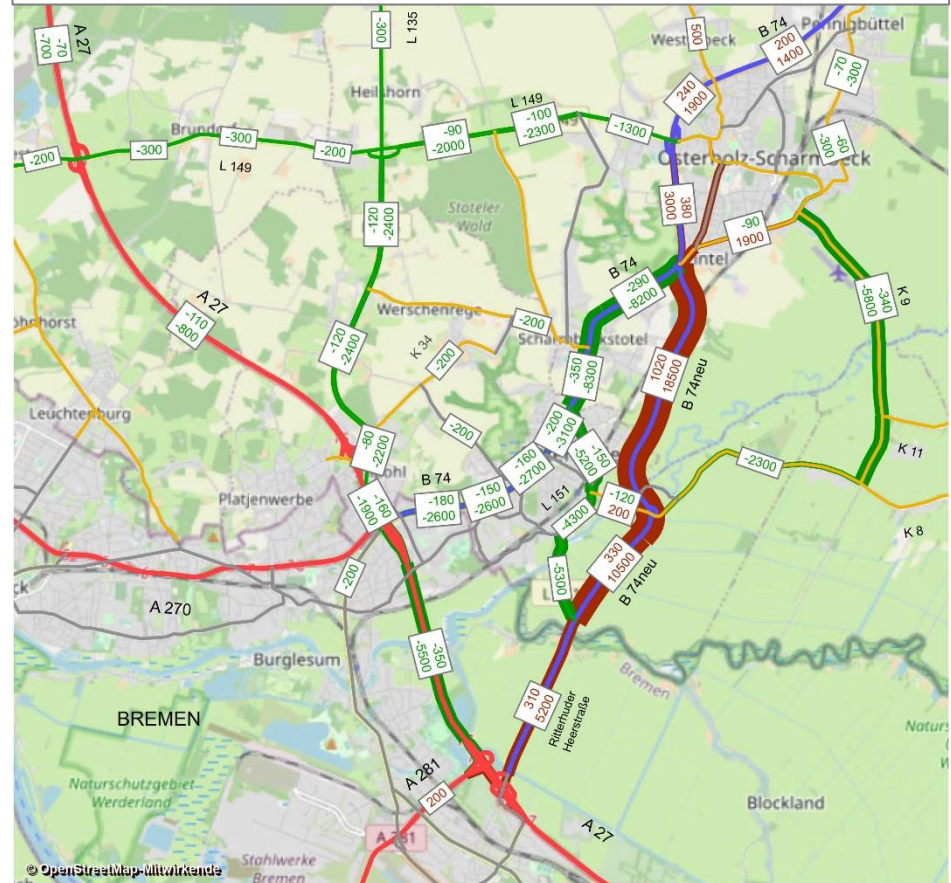 A 27
-70
-700
-300
L 135
500
B 74
200
1400
Pennigbüttel
-70
-300
Heilshorn
240
1900
L 149
-100
-2300
-90
-2000
-1300
-60
-300
Brundorf
-300
-300
-200
-200
L 149
Osterholz-Scharmbeck
-120
-2400
Stoteler
Wald
380
3000
-90
1900
B 74
-290
-8200
-340
-5800
K 9
A 27
-110
-800
Werschenrege
-200
-120
-2400
K 34
-200
-350
-8300
1020
18500
B 74neu
Leuchtenburg
-200
-200
-3100
-80
-2200
-150
-5200
K 11
-2300
Platjenwerbe
B 74
-160
-2700
-150
-2600
-180
-2600
L 151
-120
200
-160
-1900
-4300
K 8
330
10500
B 74neu
-200
-5300
A 270
Burglesum
-350
-5500
Bremen
310
5200
Ritterhuder
Heerstraße
BREMEN
A 281
200
Naturschutzgebiet
Werderland
Blockland
A 27
Stahlwerke
Bremen
© OpenStreetMap-Mitwirkende